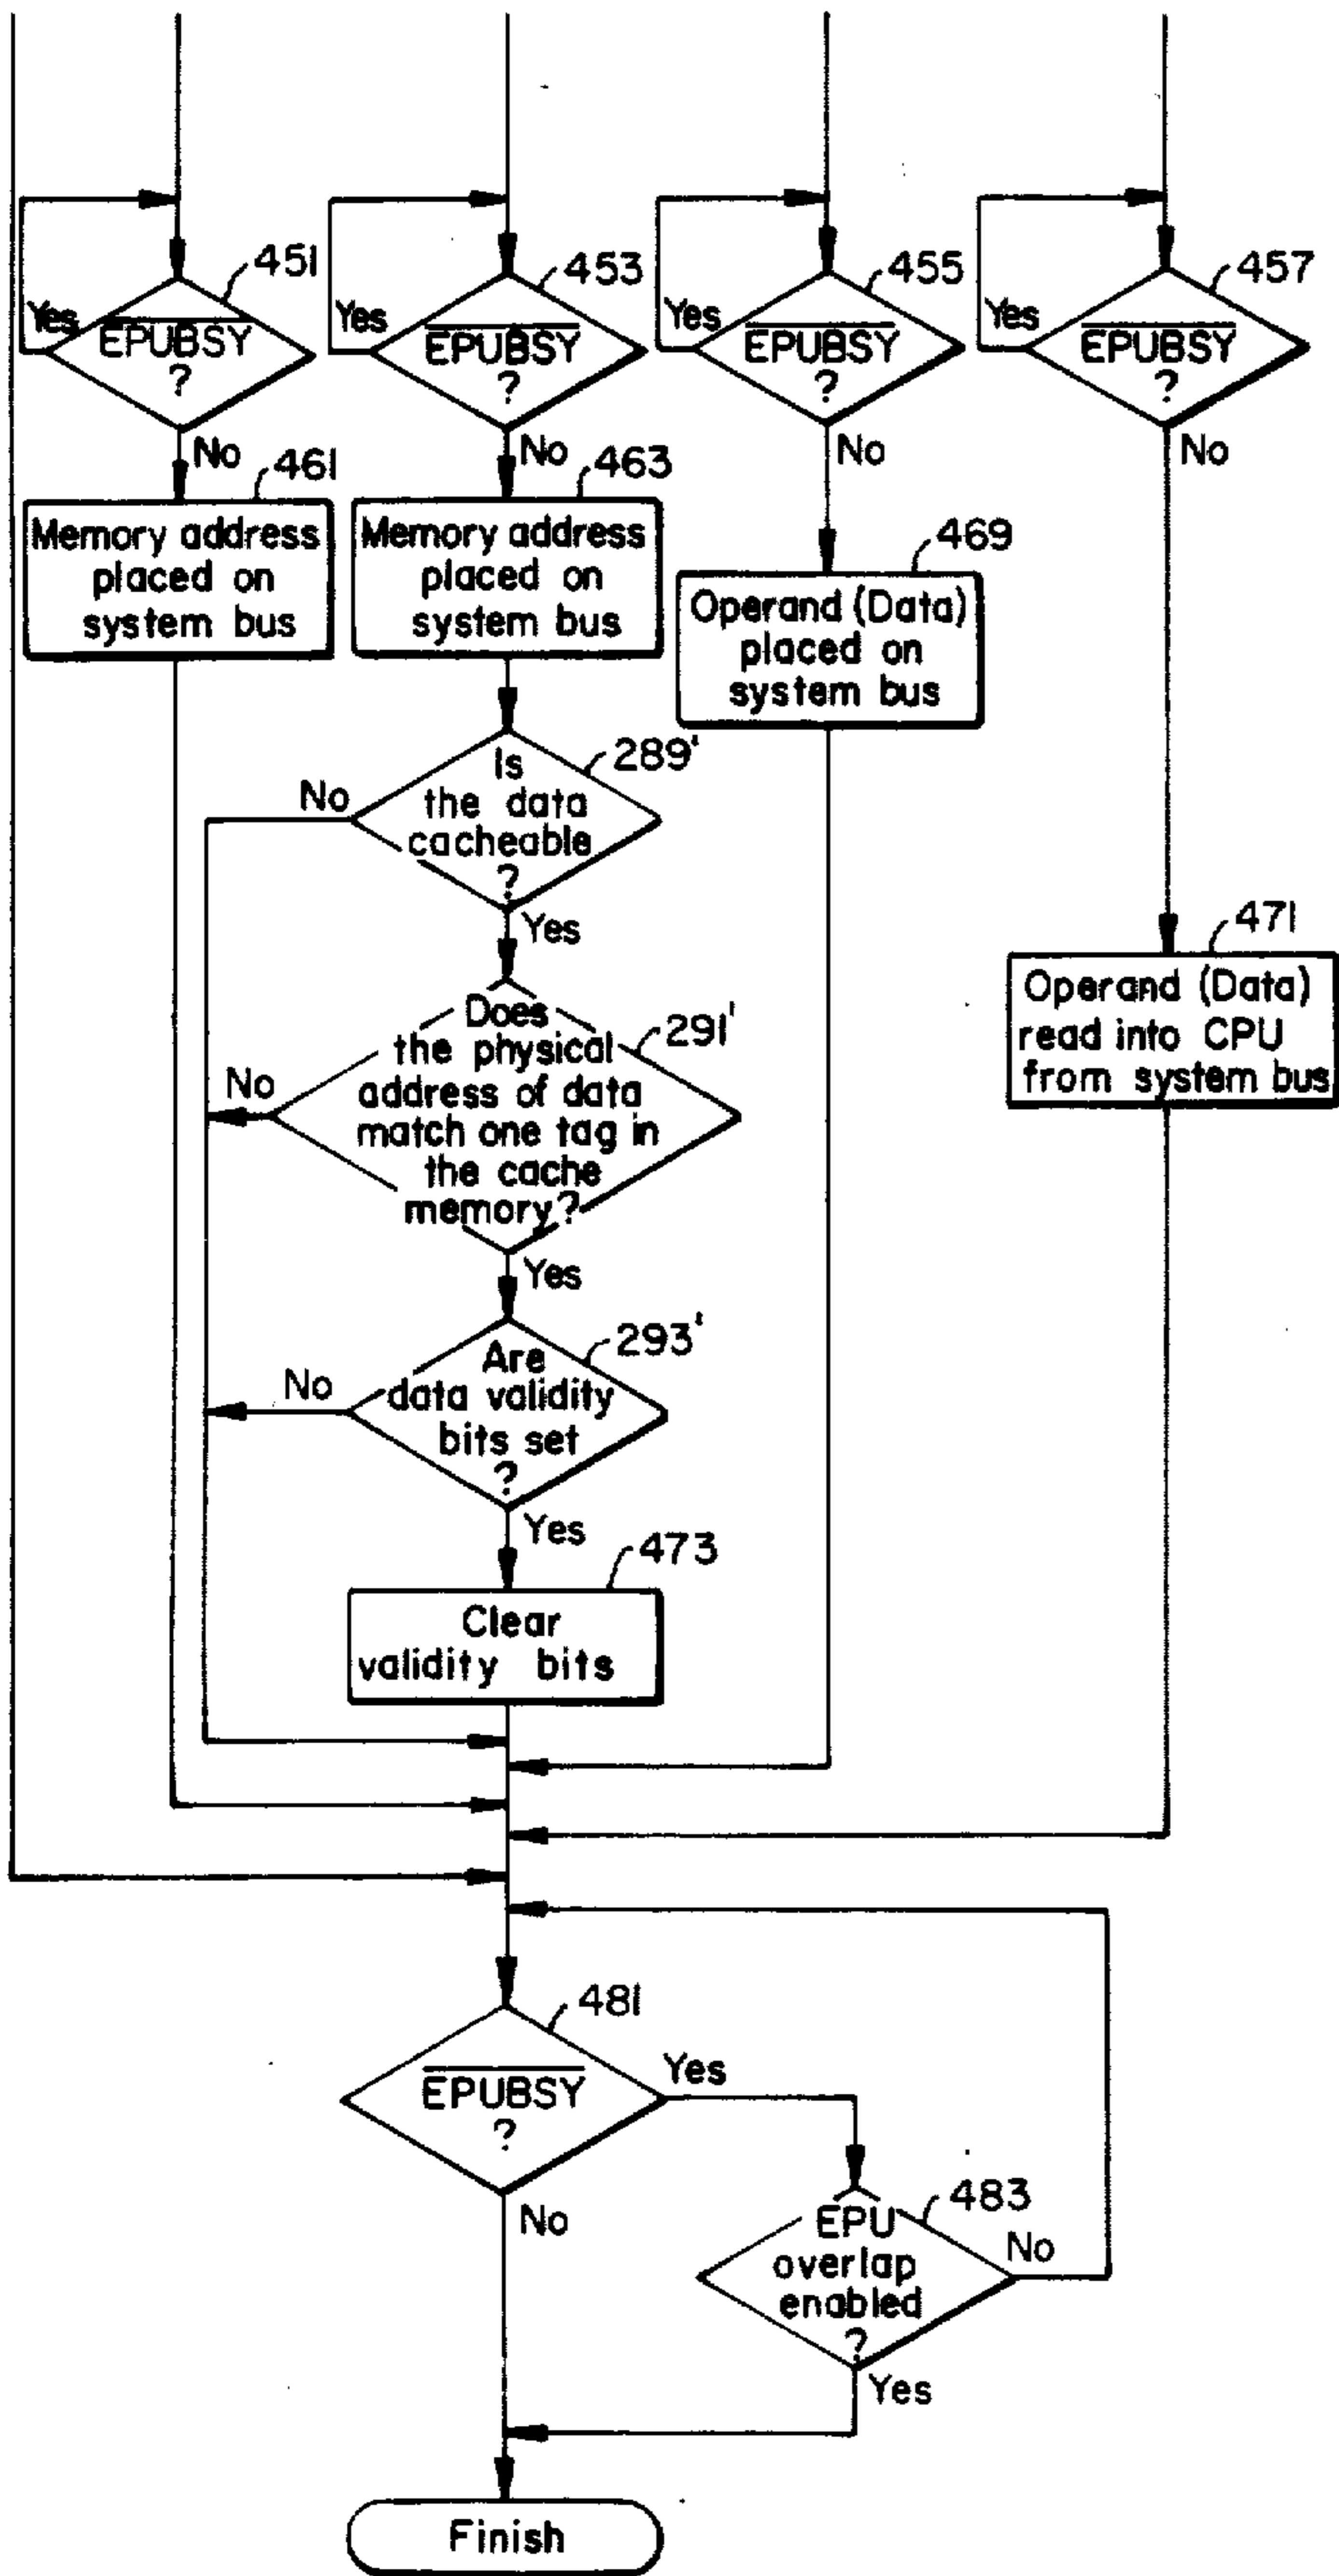 451
453
455
457
Yes
EPUBSY
?
Yes
EPUBSY
?
Yes
EPUBSY
?
Yes
EPUBSY
?
No
No
No
No
461
Memory address
placed on
system bus
463
Memory address
placed on
system bus
469
Operand (Data)
placed on
system bus
289'
No
Is
the data
cacheable
?
Yes
471
Operand (Data)
read into CPU
from system bus
291'
No
Does
the physical
address of data
match one tag in
the cache
memory?
Yes
293'
No
Are
data validity
bits set
?
Yes
473
Clear
validity bits
481
EPUBSY
?
Yes
No
483
EPU
overlap
enabled
?
No
Yes
Finish